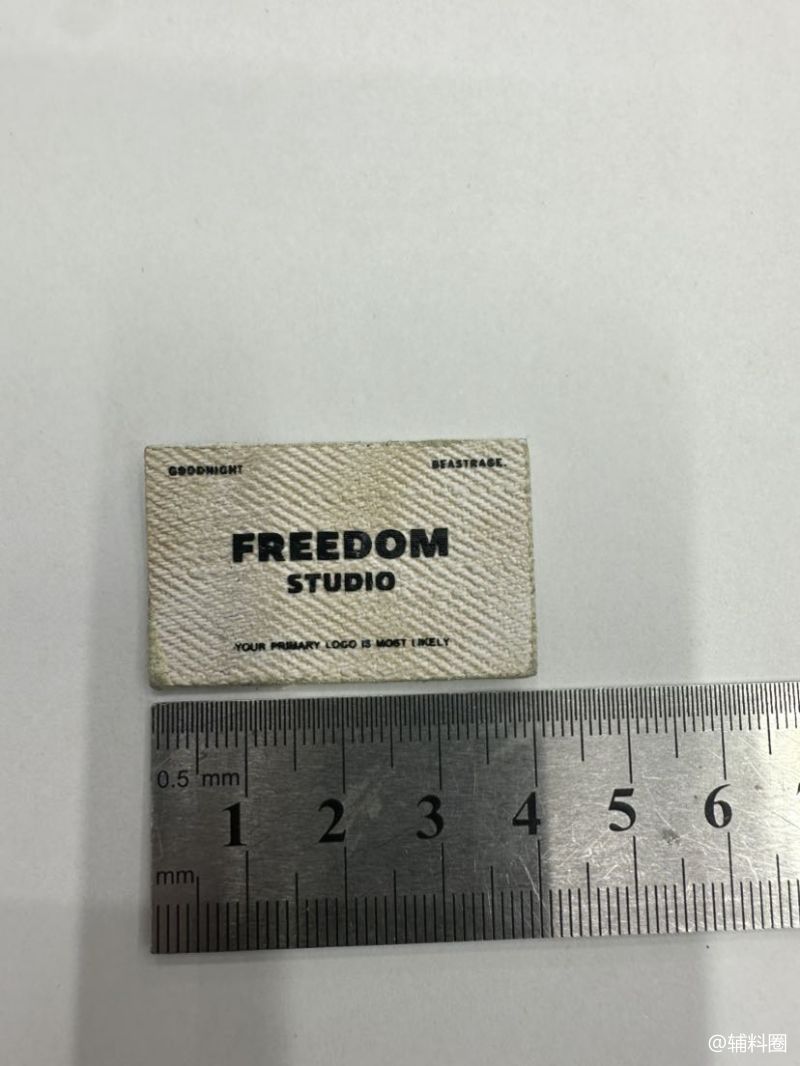 GOODNIGHT BEASTRAGE.
FREEDOM
STUDIO
YOUR PRIMARY LOGO IS MOST LIKELY
0.5 mm
1 2 3 4 5 6
mm
@辅料圈